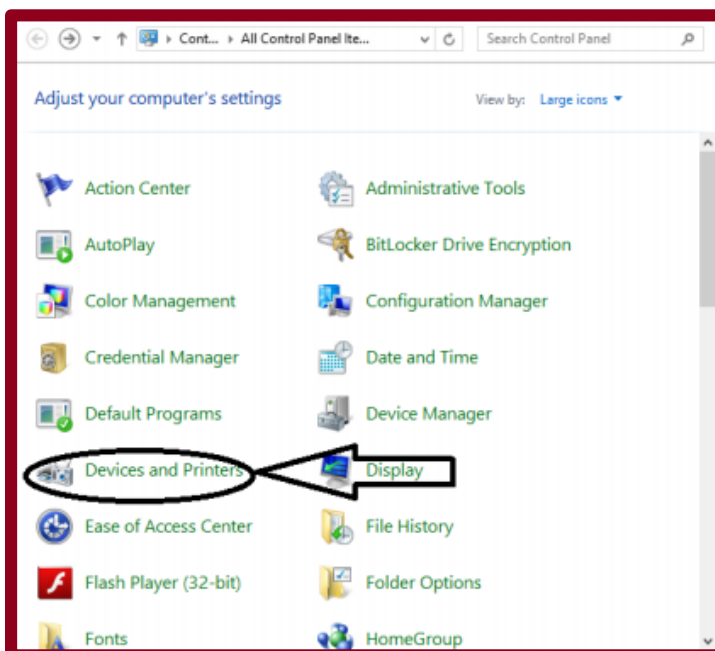 Cont... All Control Panel Ite... Search Control Panel
Adjust your computer's settings View by: Large icons
Action Center Administrative Tools
AutoPlay BitLocker Drive Encryption
Color Management Configuration Manager
Credential Manager Date and Time
Default Programs Device Manager
Devices and Printers Display
Ease of Access Center File History
Flash Player (32-bit) Folder Options
Fonts HomeGroup